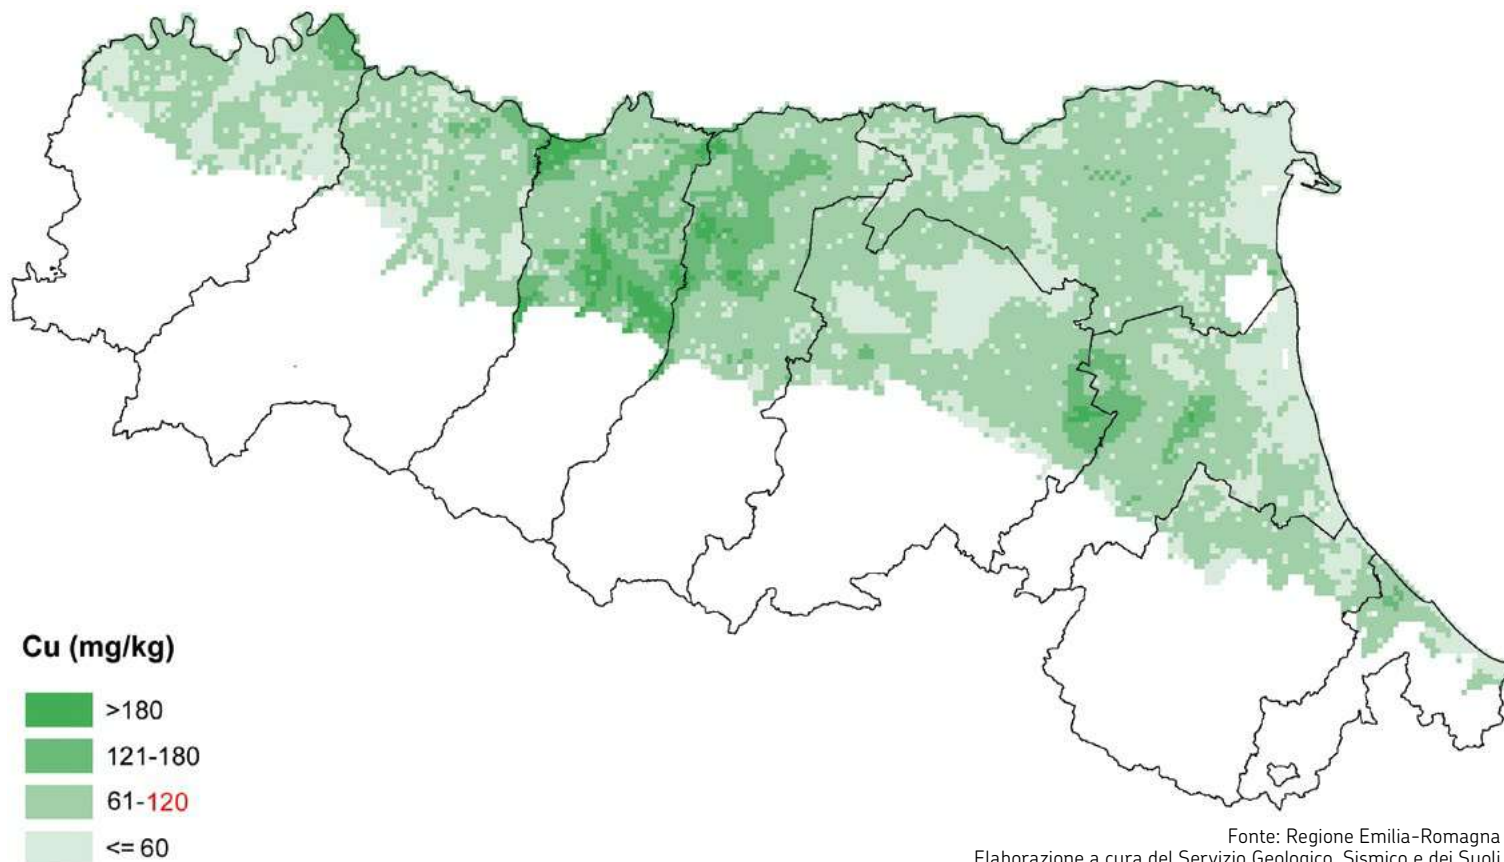 Cu (mg/kg)
>180
121-180
61-120
<= 60
Fonte: Regione Emilia-Romagna
Elaborazione a cura del Servizio Geologico, Sismico e dei Suoli